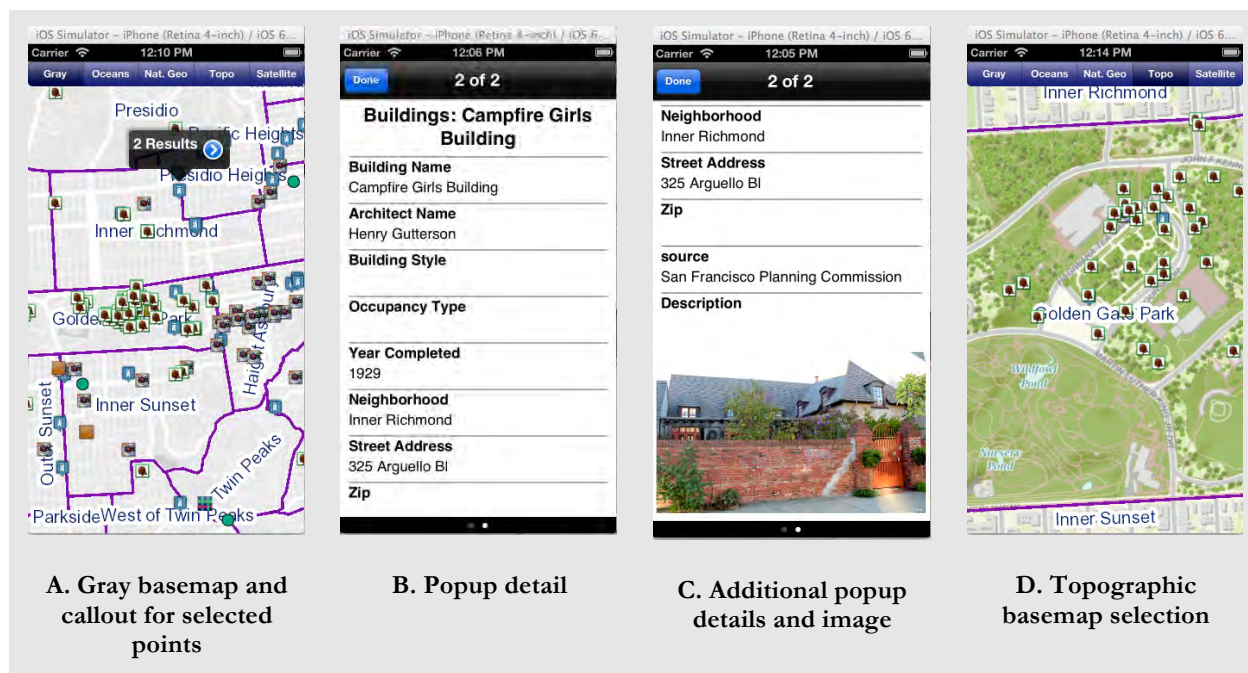 iOS Simulator – iPhone (Retina 4–inch) / iOS 6...
Carrier 12:10 PM
Gray Oceans Nat. Geo Topo Satellite
Presidio
Pacific Heights
2 Results
Presidio Heights
Inner Richmond
Golden Gate Park
Haight Ashbury
Inner Sunset
Outer Sunset
Twin Peaks
Parkside
West of Twin Peaks
A. Gray basemap and
callout for selected
points
iOS Simulator – iPhone (Retina 4–inch) / iOS 6...
Carrier 12:06 PM
Done 2 of 2
Buildings: Campfire Girls
Building
Building Name
Campfire Girls Building
Architect Name
Henry Gutterson
Building Style
Occupancy Type
Year Completed
1929
Neighborhood
Inner Richmond
Street Address
325 Arguello Bl
Zip
B. Popup detail
iOS Simulator – iPhone (Retina 4–inch) / iOS 6...
Carrier 12:05 PM
Done 2 of 2
Neighborhood
Inner Richmond
Street Address
325 Arguello Bl
Zip
source
San Francisco Planning Commission
Description
C. Additional popup
details and image
iOS Simulator – iPhone (Retina 4–inch) / iOS 6...
Carrier 12:14 PM
Gray Oceans Nat. Geo Topo Satellite
Inner Richmond
JOHN F KENNE
Golden Gate Park
Wildfowl
Pond
Nursery
Pond
Inner Sunset
D. Topographic
basemap selection